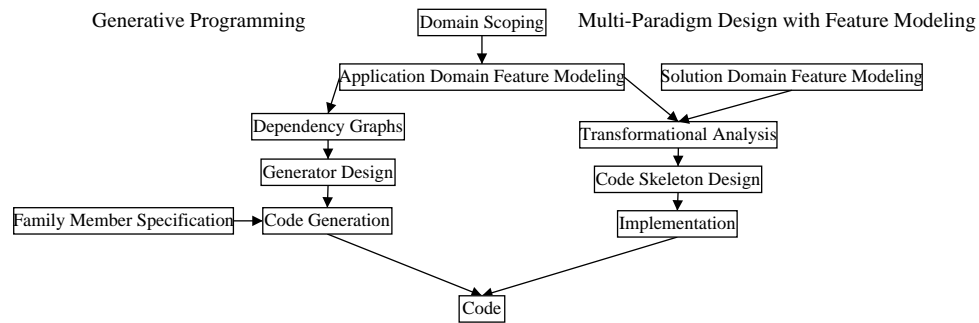 Generative Programming
Domain Scoping
Multi-Paradigm Design with Feature Modeling
Application Domain Feature Modeling
Solution Domain Feature Modeling
Dependency Graphs
Transformational Analysis
Generator Design
Code Skeleton Design
Family Member Specification
Code Generation
Implementation
Code